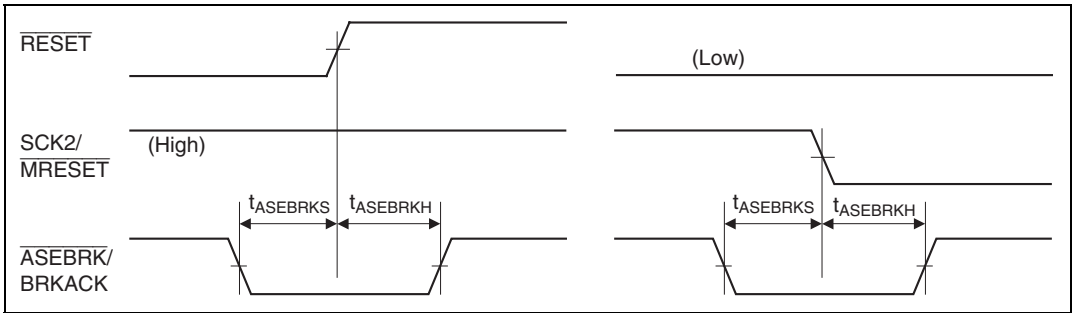 RESET
(Low)
SCK2/
MRESET
(High)
tASEBRKS
tASEBRKH
tASEBRKS
tASEBRKH
ASEBRK/
BRKACK